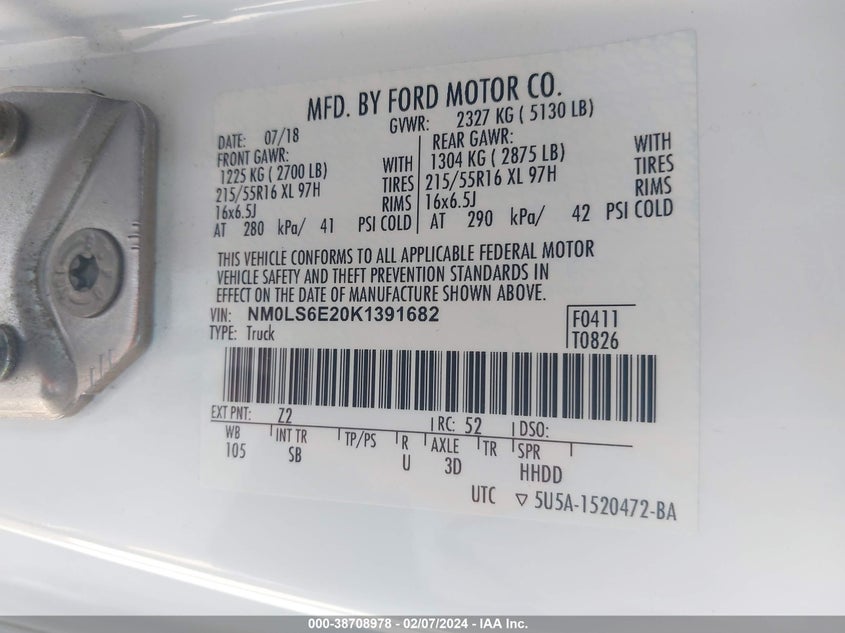 MFD. BY FORD MOTOR CO.
DATE: 07/18 GVWR: 2327 KG ( 5130 LB)
FRONT GAWR: REAR GAWR:
1225 KG ( 2700 LB) WITH 1304 KG ( 2875 LB) WITH
215/55R16 XL 97H TIRES 215/55R16 XL 97H TIRES
16x6.5J RIMS 16x6.5J RIMS
AT 280 kPa/ 41 PSI COLD AT 290 kPa/ 42 PSI COLD
THIS VEHICLE CONFORMS TO ALL APPLICABLE FEDERAL MOTOR
VEHICLE SAFETY AND THEFT PREVENTION STANDARDS IN
EFFECT ON THE DATE OF MANUFACTURE SHOWN ABOVE.
VIN: NM0LS6E20K1391682 F0411
TYPE: Truck T0826
EXT PNT: Z2 RC: 52 DSO:
WB INT TR TP/PS R AXLE TR SPR
105 SB U 3D HHDD
UTC ▽ 5U5A-1520472-BA
000-38708978 - 02/07/2024 - IAA Inc.